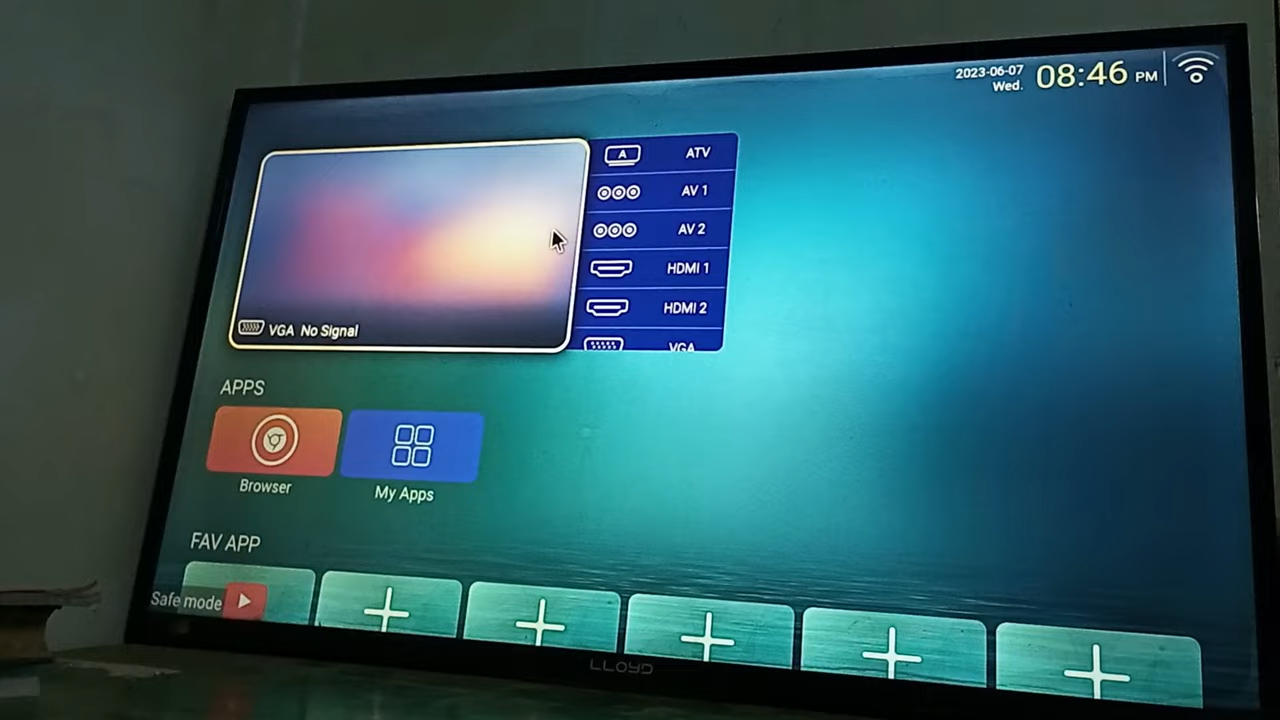 2023-06-07
Wed.
08:46 PM
A
ATV
AV 1
AV 2
HDMI 1
HDMI 2
VGA
VGA No Signal
APPS
Browser
My Apps
FAV APP
Safe mode
LLOYD